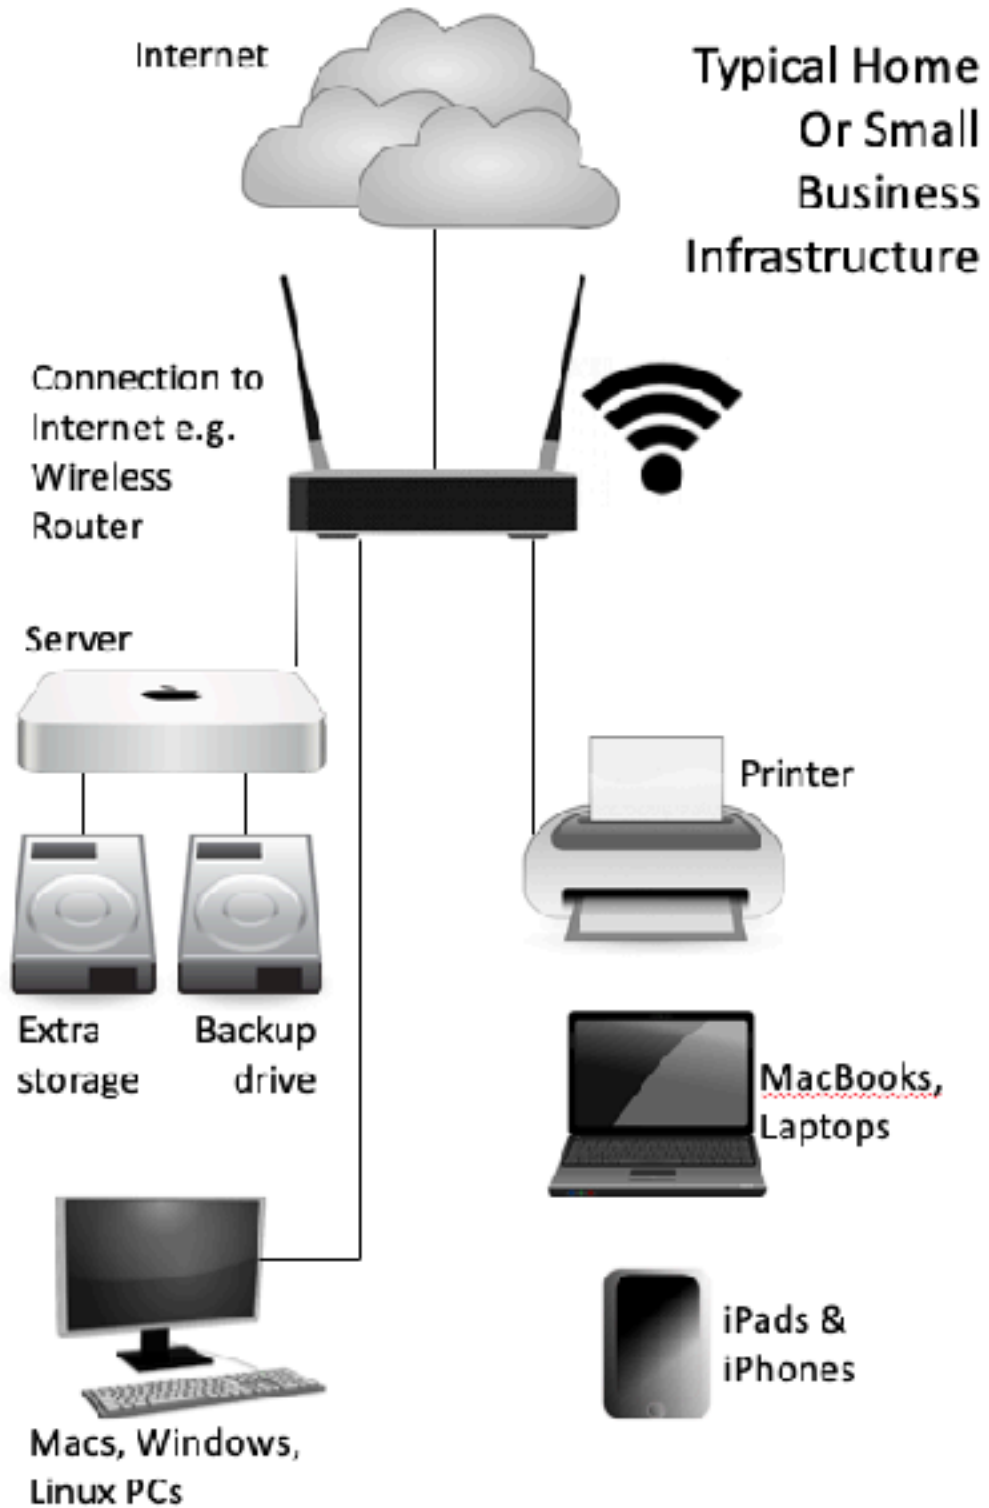 Internet
Typical Home
Or Small
Business
Infrastructure
Connection to
Internet e.g.
Wireless
Router
Server
Printer
Extra
storage
Backup
drive
MacBooks,
Laptops
iPads &
iPhones
Macs, Windows,
Linux PCs